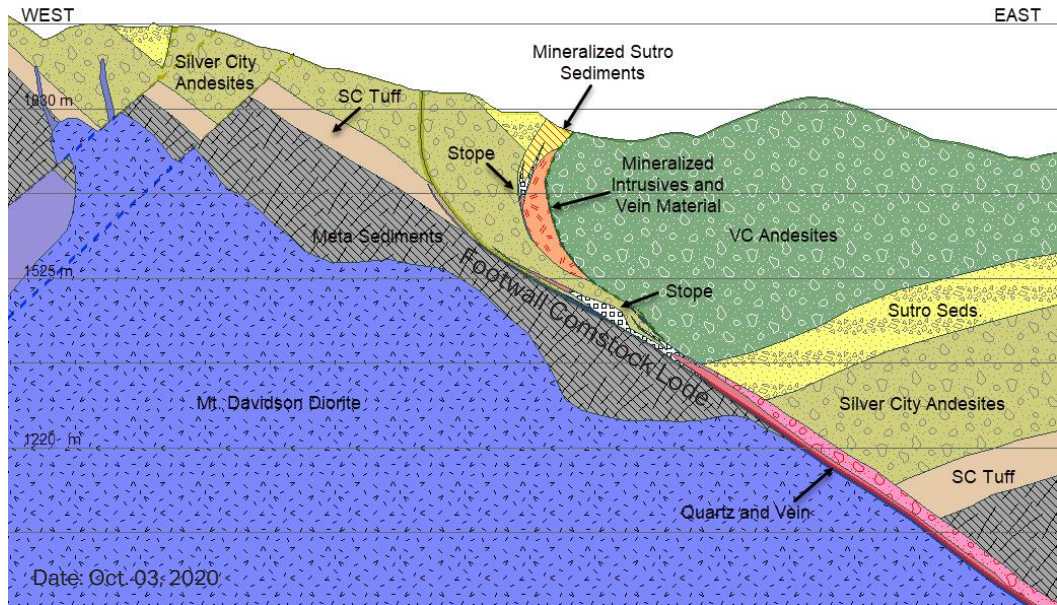 WEST
EAST
Mineralized Sutro
Sediments
Silver City
Andesites
SC Tuff
1830 m
Stope
Mineralized
Intrusives and
Vein Material
VC Andesites
Meta Sediments
Footwall Comstock Lode
1525 m
Stope
Sutro Seds.
Mt. Davidson Diorite
Silver City Andesites
1220 m
SC Tuff
Quartz and Vein
Date: Oct. 03, 2020